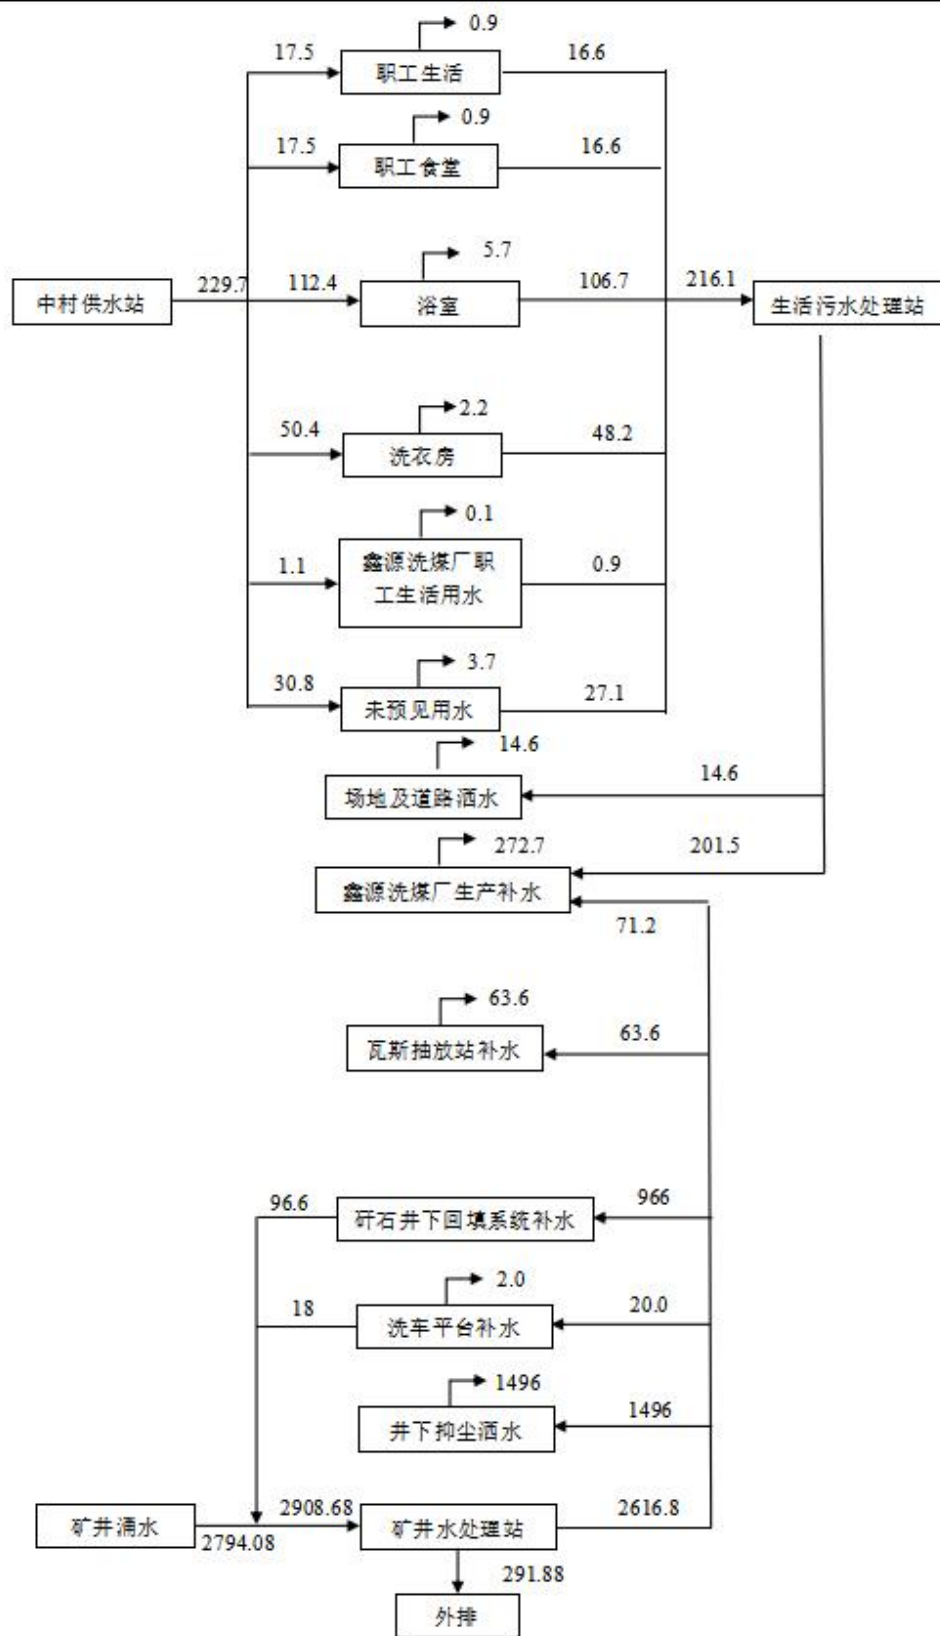 0.9
17.5
职工生活
16.6
0.9
17.5
职工食堂
16.6
5.7
中村供水站
229.7
112.4
浴室
106.7
216.1
生活污水处理站
2.2
50.4
洗衣房
48.2
0.1
1.1
鑫源洗煤厂职
工生活用水
0.9
3.7
30.8
未预见用水
27.1
14.6
场地及道路洒水
14.6
272.7
201.5
鑫源洗煤厂生产补水
71.2
63.6
瓦斯抽放站补水
63.6
96.6
矸石井下回填系统补水
966
2.0
18
洗车平台补水
20.0
1496
井下抑尘洒水
1496
矿井涌水
2794.08
2908.68
矿井水处理站
2616.8
291.88
外排